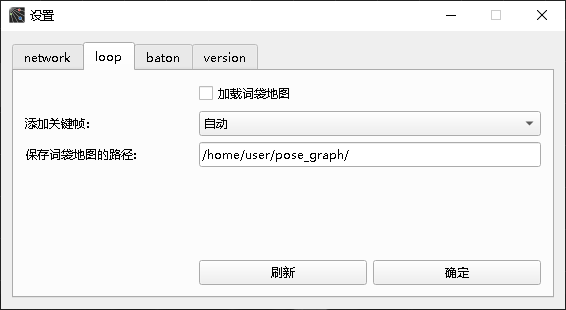 设置
network loop baton version
加载词袋地图
添加关键帧: 自动
保存词袋地图的路径: /home/user/pose_graph/
刷新 确定